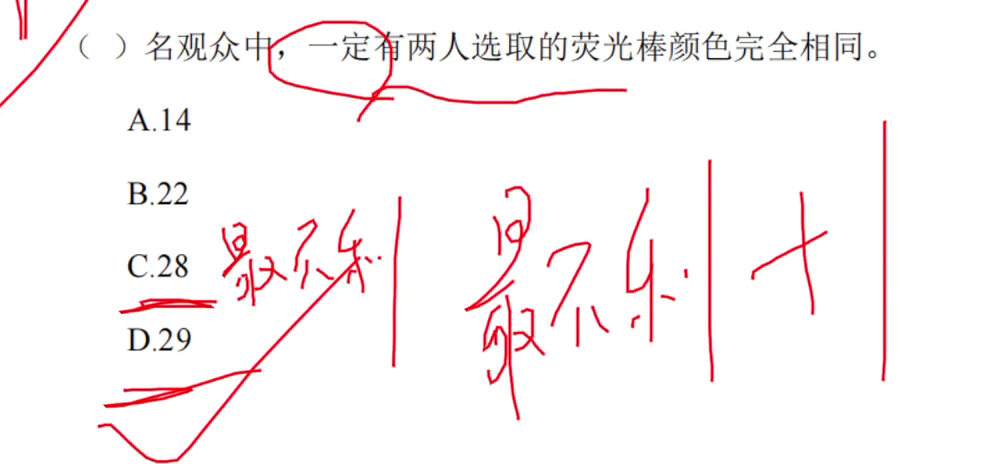 （ ）名观众中，一定有两人选取的荧光棒颜色完全相同。
A.14
B.22
C.28 最不利
D.29
最不利 + 1